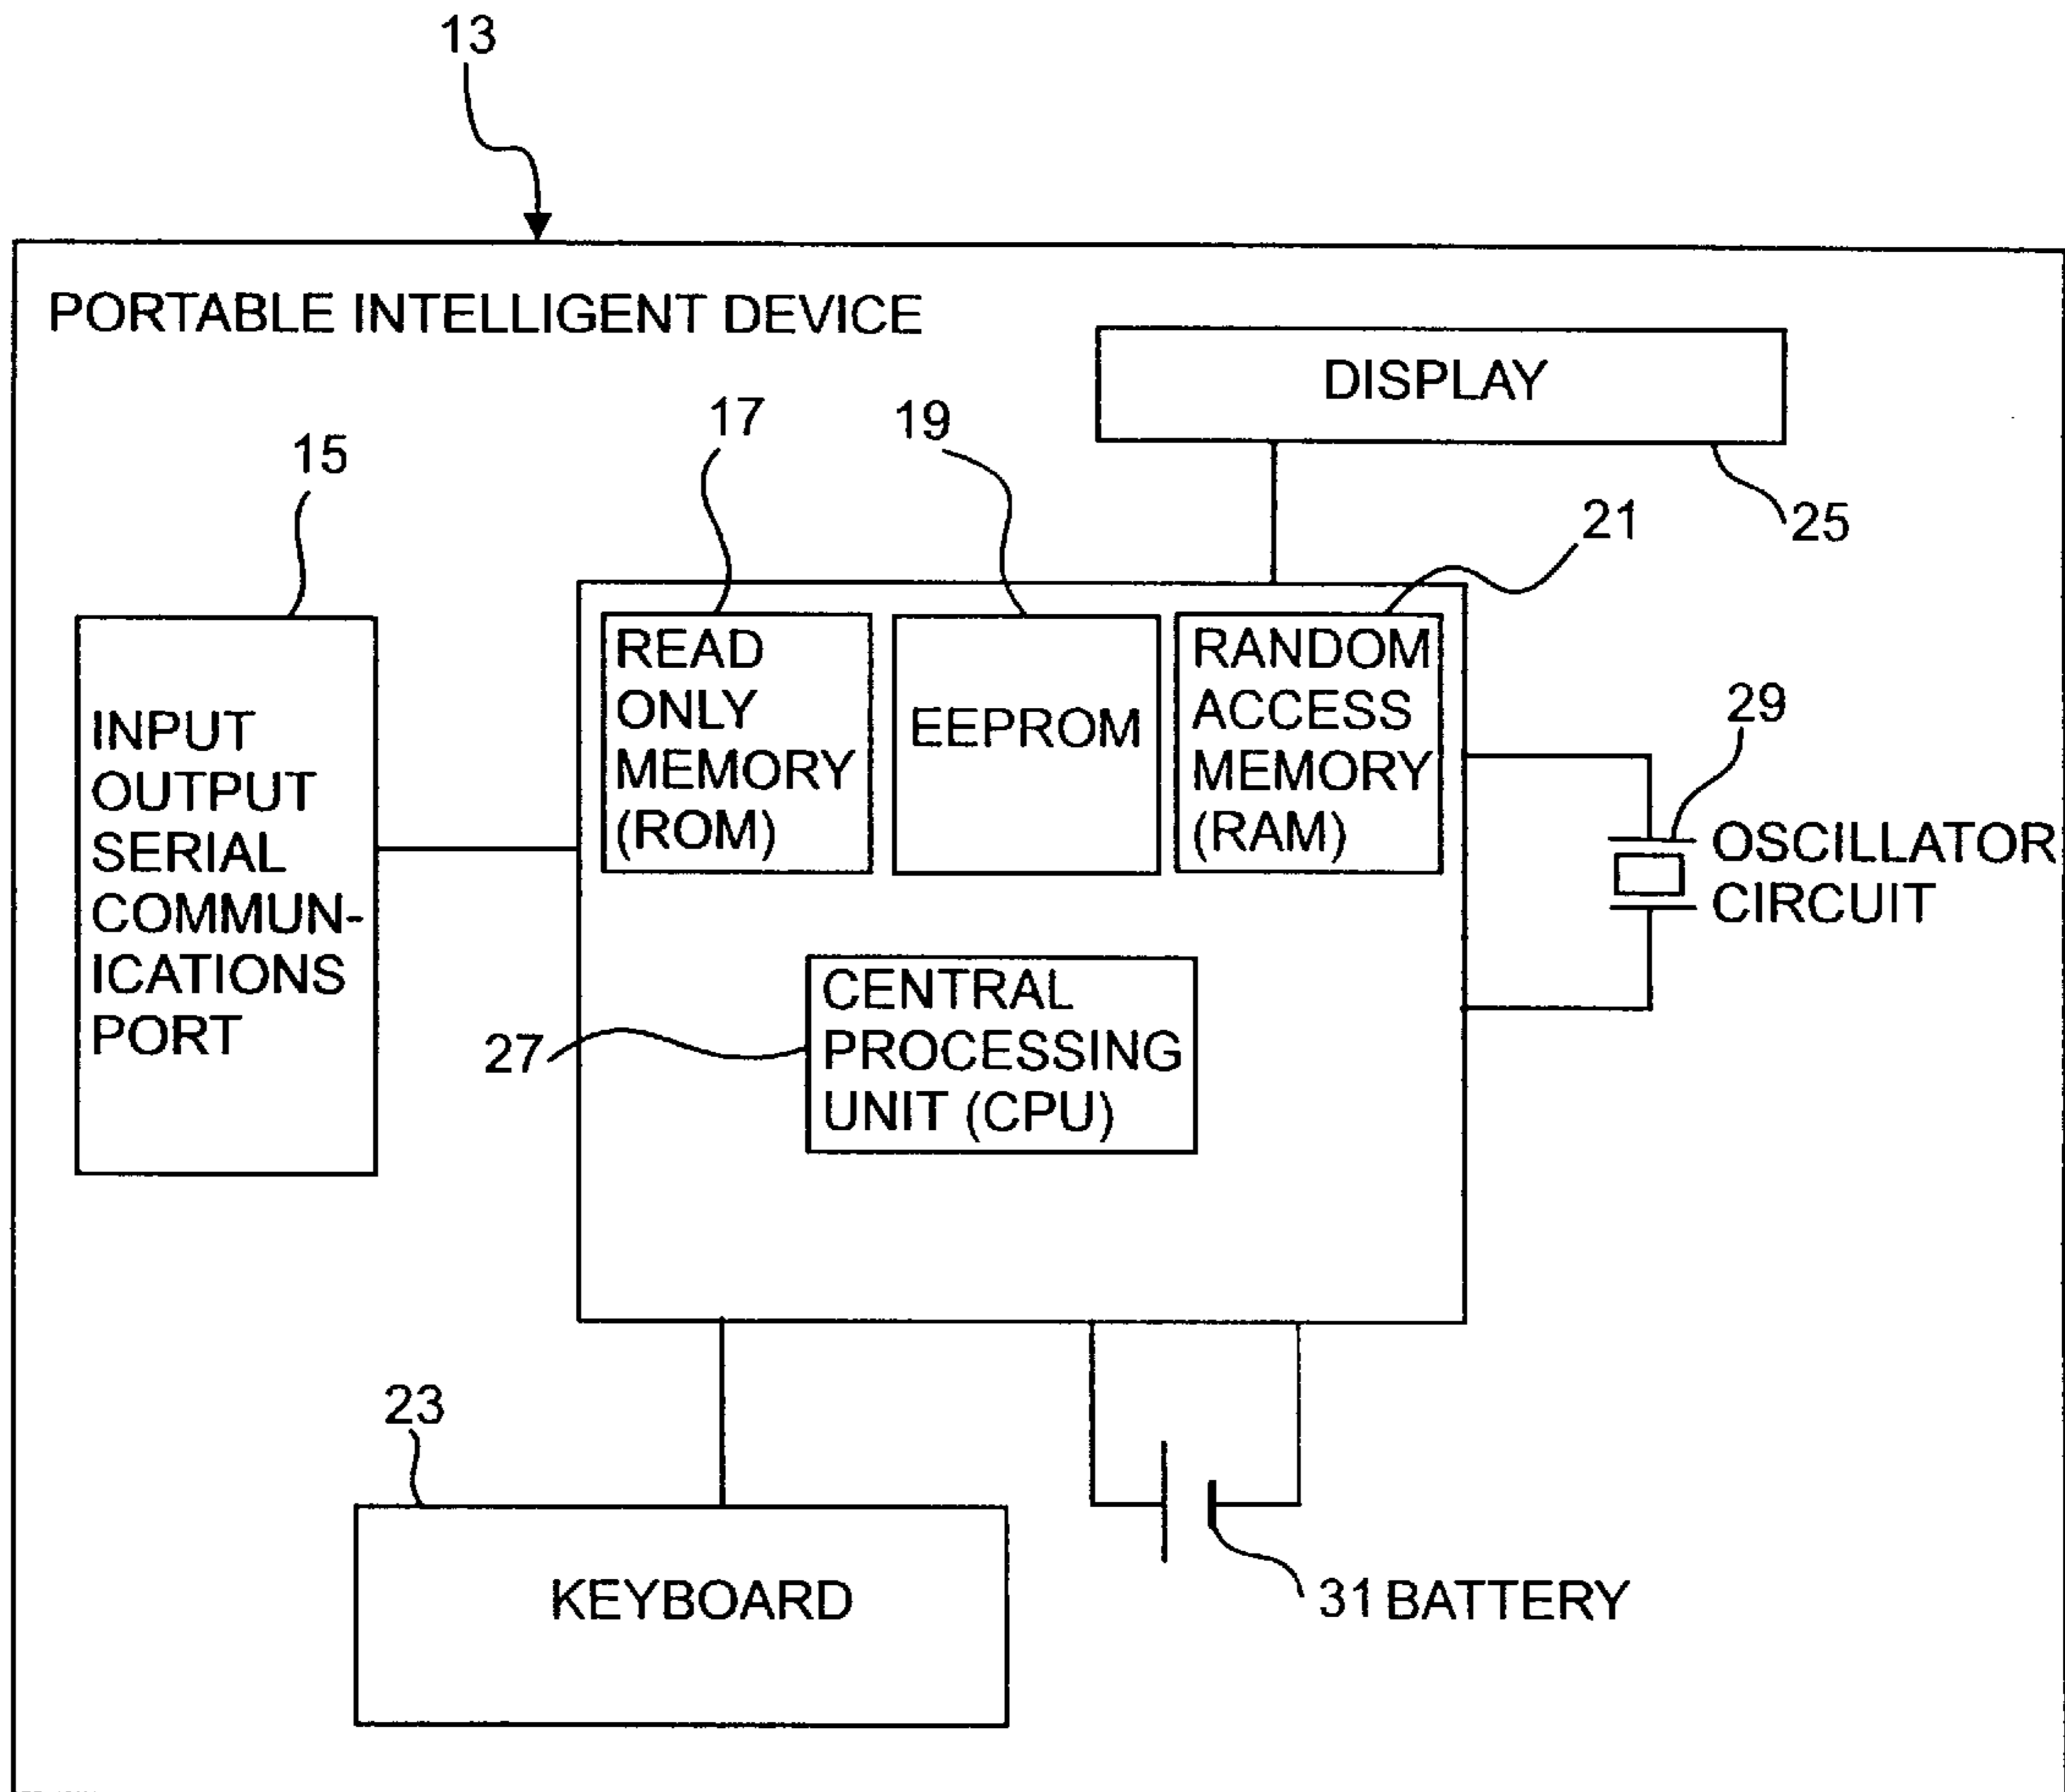 13
PORTABLE INTELLIGENT DEVICE
DISPLAY
25
15
17
19
21
INPUT
OUTPUT
SERIAL
COMMUN-
ICATIONS
PORT
READ
ONLY
MEMORY
(ROM)
EEPROM
RANDOM
ACCESS
MEMORY
(RAM)
29
OSCILLATOR
CIRCUIT
27
CENTRAL
PROCESSING
UNIT (CPU)
23
KEYBOARD
31 BATTERY